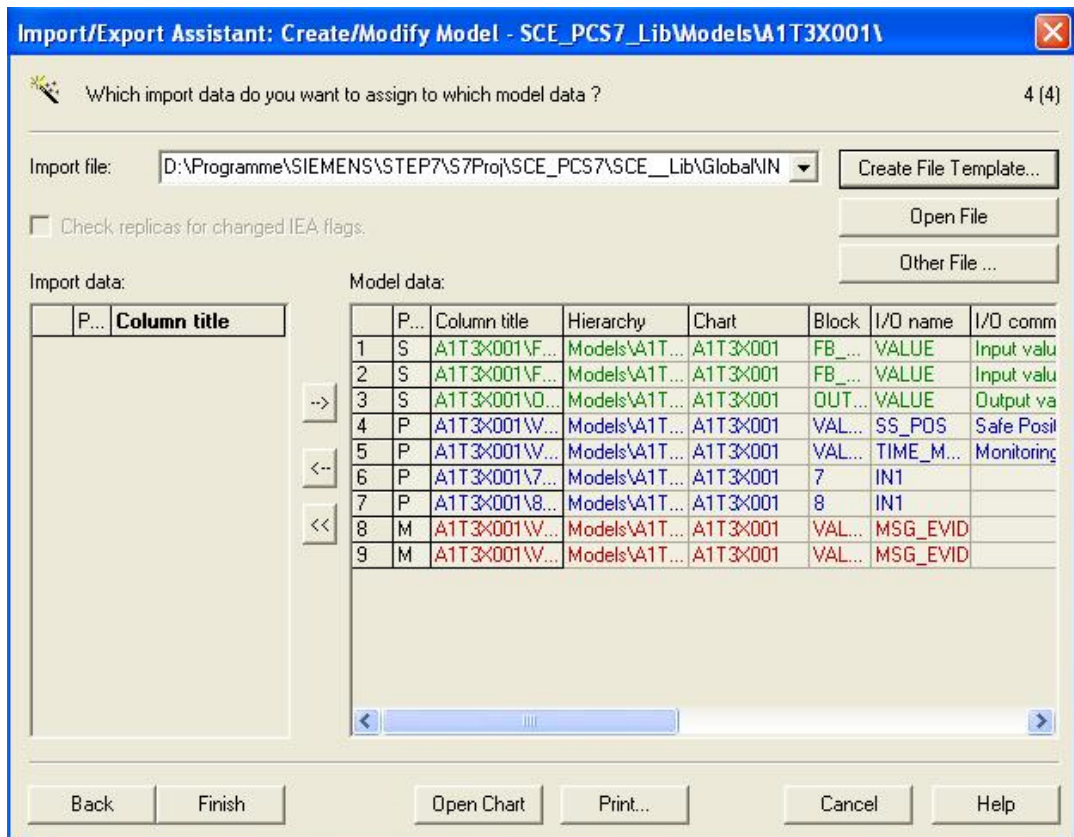 Import/Export Assistant: Create/Modify Model - SCE_PCS7_Lib\Models\A1T3X001\
Which import data do you want to assign to which model data ?
4 (4)
Import file:
D:\Programme\SIEMENS\STEP7\S7Proj\SCE_PCS7\SCE__Lib\Global\IN
Create File Template...
Check replicas for changed IEA flags.
Open File
Other File ...
Import data:
Model data:
P... Column title
P... Column title Hierarchy Chart Block I/O name I/O comm
1 S A1T3X001\F... Models\A1T... A1T3X001 FB_... VALUE Input valu
2 S A1T3X001\F... Models\A1T... A1T3X001 FB_... VALUE Input valu
3 S A1T3X001\O... Models\A1T... A1T3X001 OUT... VALUE Output va
4 P A1T3X001\V... Models\A1T... A1T3X001 VAL... SS_POS Safe Posit
5 P A1T3X001\V... Models\A1T... A1T3X001 VAL... TIME_M... Monitoring
6 P A1T3X001\7... Models\A1T... A1T3X001 7 IN1
7 P A1T3X001\8... Models\A1T... A1T3X001 8 IN1
8 M A1T3X001\V... Models\A1T... A1T3X001 VAL... MSG_EVID
9 M A1T3X001\V... Models\A1T... A1T3X001 VAL... MSG_EVID
-->
<--
<<
Back
Finish
Open Chart
Print...
Cancel
Help